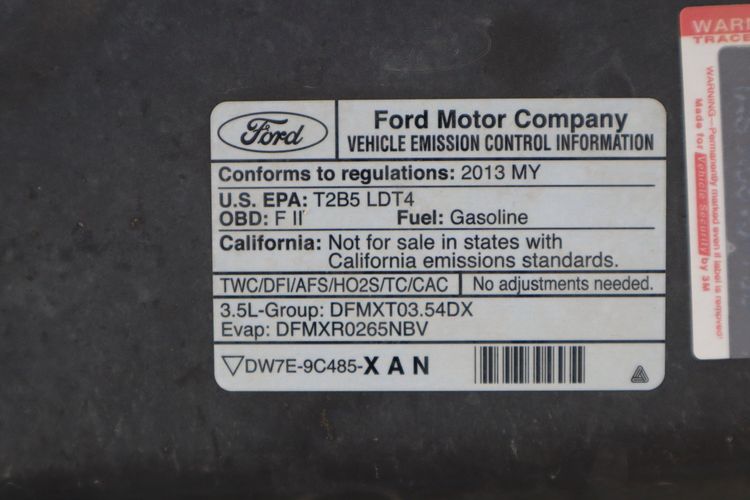 Ford
Ford Motor Company
VEHICLE EMISSION CONTROL INFORMATION
Conforms to regulations: 2013 MY
U.S. EPA: T2B5 LDT4
OBD: F II Fuel: Gasoline
California: Not for sale in states with
California emissions standards.
TWC/DFI/AFS/HO2S/TC/CAC No adjustments needed.
3.5L-Group: DFMXT03.54DX
Evap: DFMXR0265NBV
▽DW7E-9C485-XAN
WARNING—Permanently marked even if label is removed
Made for Vehicle Security by 3M